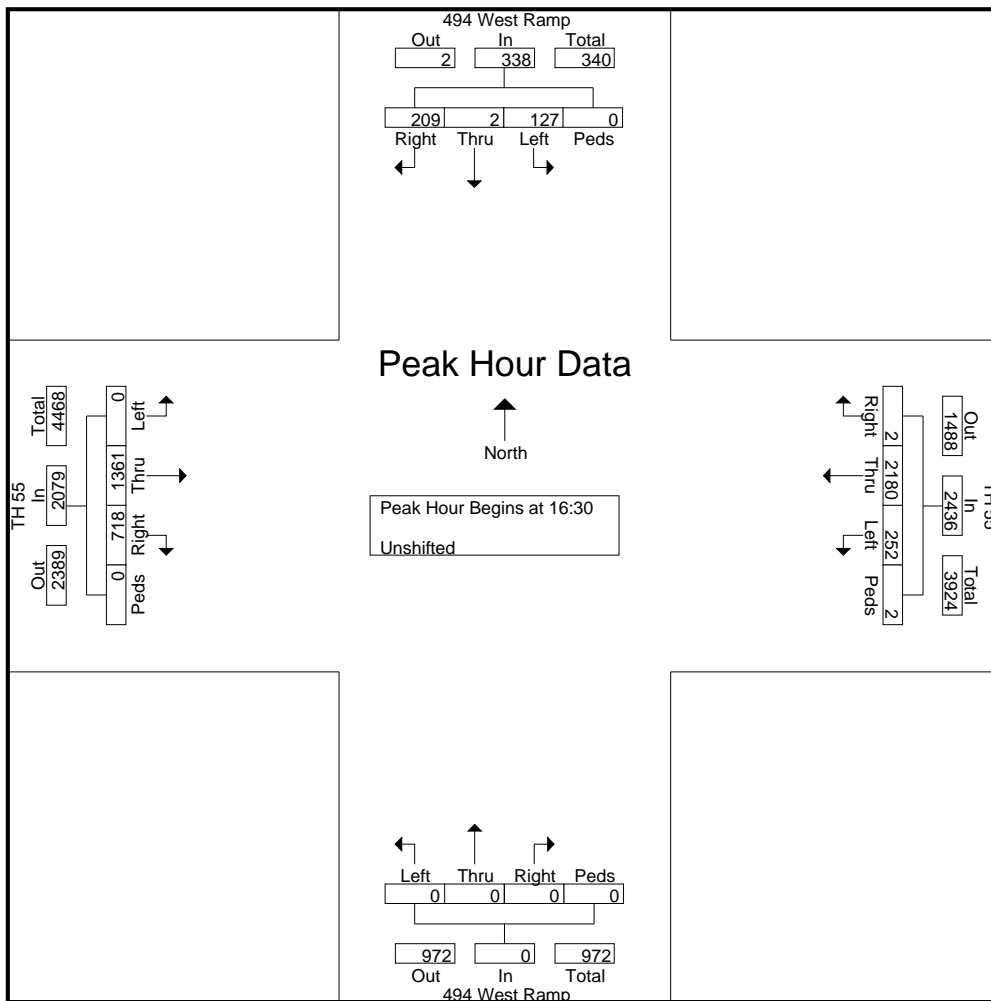 494 West Ramp
Out In Total
2 338 340
209 2 127 0
Right Thru Left Peds
Peak Hour Data
North
Peak Hour Begins at 16:30
Unshifted
TH 55
Total In Out
4468 2079 2389
0 1361 718 0
Left Thru Right Peds
Right Thru Left Peds
2 2180 252 2
Out In Total
1488 2436 3924
TH 55
Left Thru Right Peds
0 0 0 0
972 0 972
Out In Total
494 West Ramp